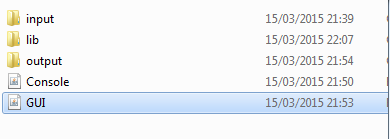 input 15/03/2015 21:39
lib 15/03/2015 22:07
output 15/03/2015 21:54
Console 15/03/2015 21:50
GUI 15/03/2015 21:53